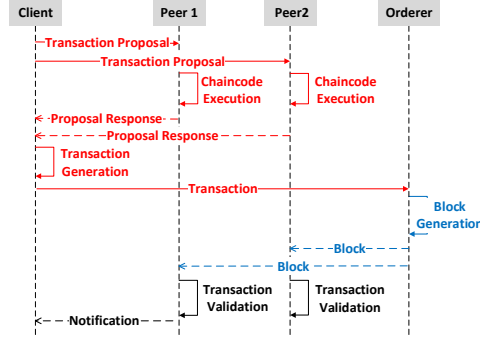 Client
Peer 1
Peer2
Orderer
Transaction Proposal
Transaction Proposal
Chaincode
Execution
Chaincode
Execution
Proposal Response
Proposal Response
Transaction
Generation
Transaction
Block
Generation
Block
Block
Transaction
Validation
Transaction
Validation
Notification